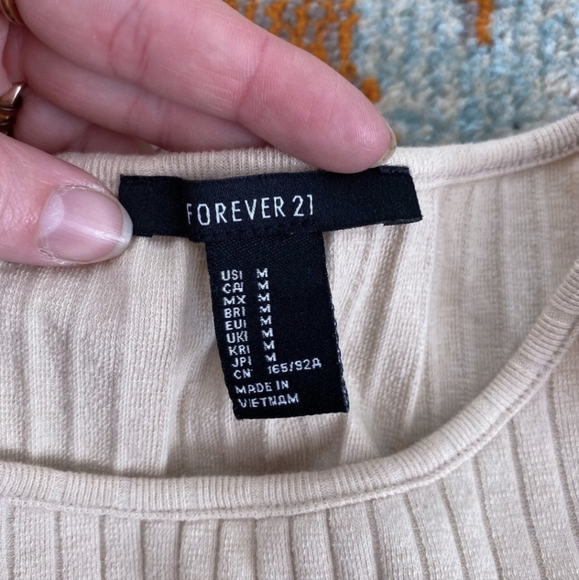 FOREVER 21
US| M
CA| M
MX M
BR| M
EU| M
UK| M
KR| M
JP| M
CN 165/92A
MADE IN
VIETNAM